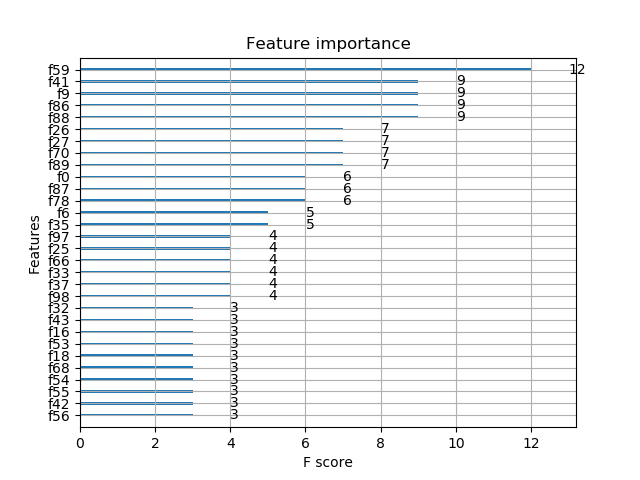 Feature importance
f59 12
f41 9
f9 9
f86 9
f88 9
f26 7
f27 7
f70 7
f89 7
f0 6
f87 6
f78 6
f6 5
f35 5
f97 4
f25 4
f66 4
f33 4
f37 4
f98 4
f32 3
f43 3
f16 3
f53 3
f18 3
f68 3
f54 3
f55 3
f42 3
f56 3
Features
0 2 4 6 8 10 12
F score